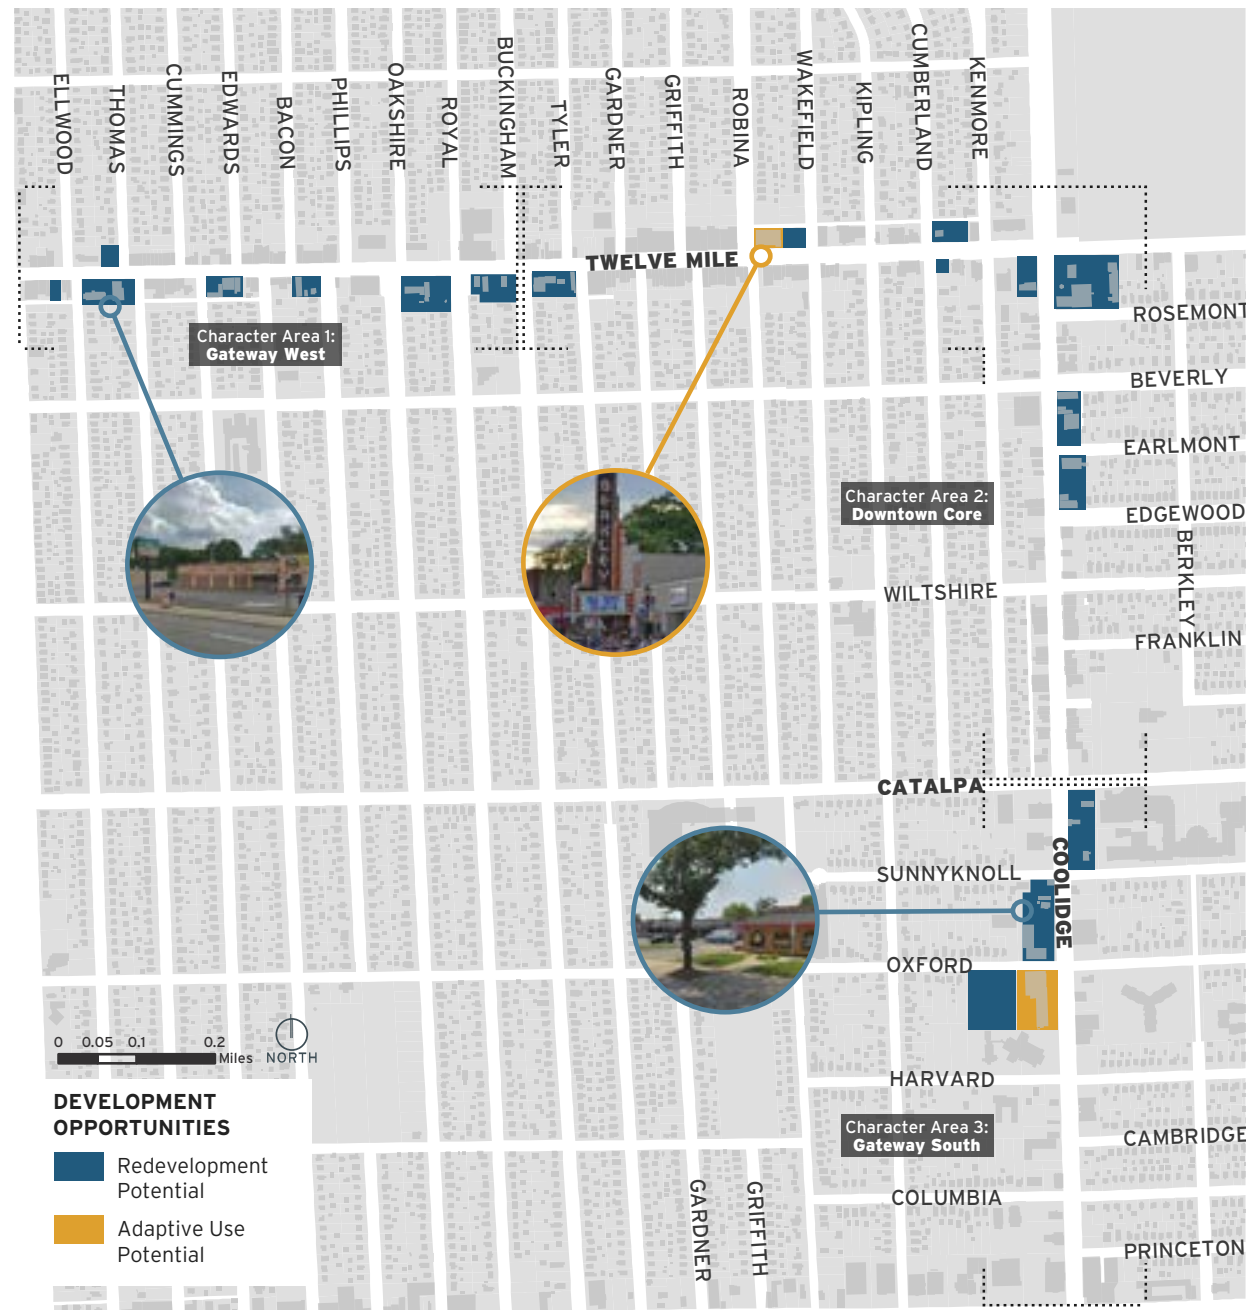 ELLWOOD
THOMAS
CUMMINGS
EDWARDS
BACON
PHILLIPS
OAKSHIRE
ROYAL
BUCKINGHAM
TYLER
GARDNER
GRIFFITH
ROBINA
WAKEFIELD
KIPLING
CUMBERLAND
KENMORE
TWELVE MILE
ROSEMONT
Character Area 1:
Gateway West
BEVERLY
EARLMONT
Character Area 2:
Downtown Core
EDGEWOOD
BERKLEY
BERKLEY
WILTSHIRE
FRANKLIN
CATALPA
COOLIDGE
SUNNYKNOLL
OXFORD
0 0.05 0.1 0.2
Miles
NORTH
HARVARD
DEVELOPMENT
OPPORTUNITIES
Redevelopment
Potential
Adaptive Use
Potential
Character Area 3:
Gateway South
CAMBRIDGE
GARDNER
GRIFFITH
COLUMBIA
PRINCETON